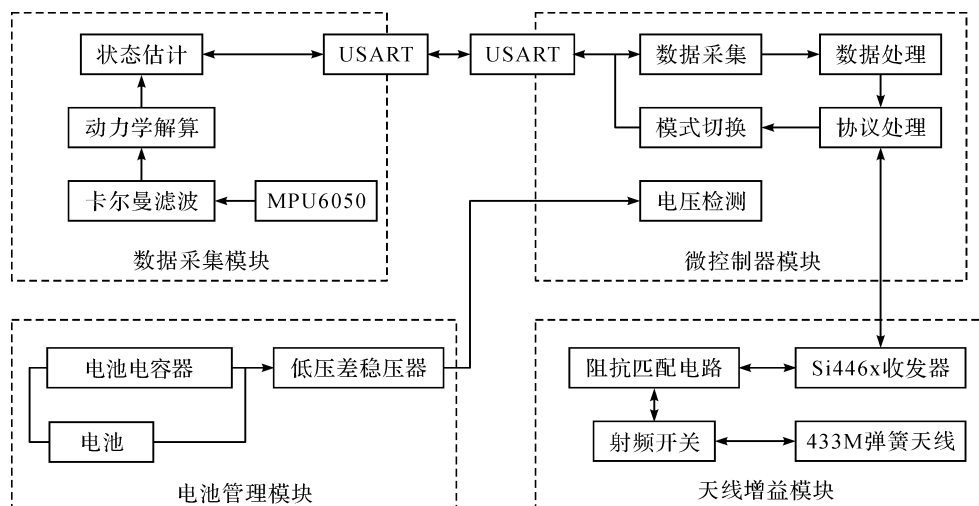 状态估计
USART
USART
数据采集
数据处理
动力学解算
模式切换
协议处理
卡尔曼滤波
MPU6050
电压检测
数据采集模块
微控制器模块
电池电容器
低压差稳压器
阻抗匹配电路
Si446x收发器
电池
射频开关
433M弹簧天线
电池管理模块
天线增益模块